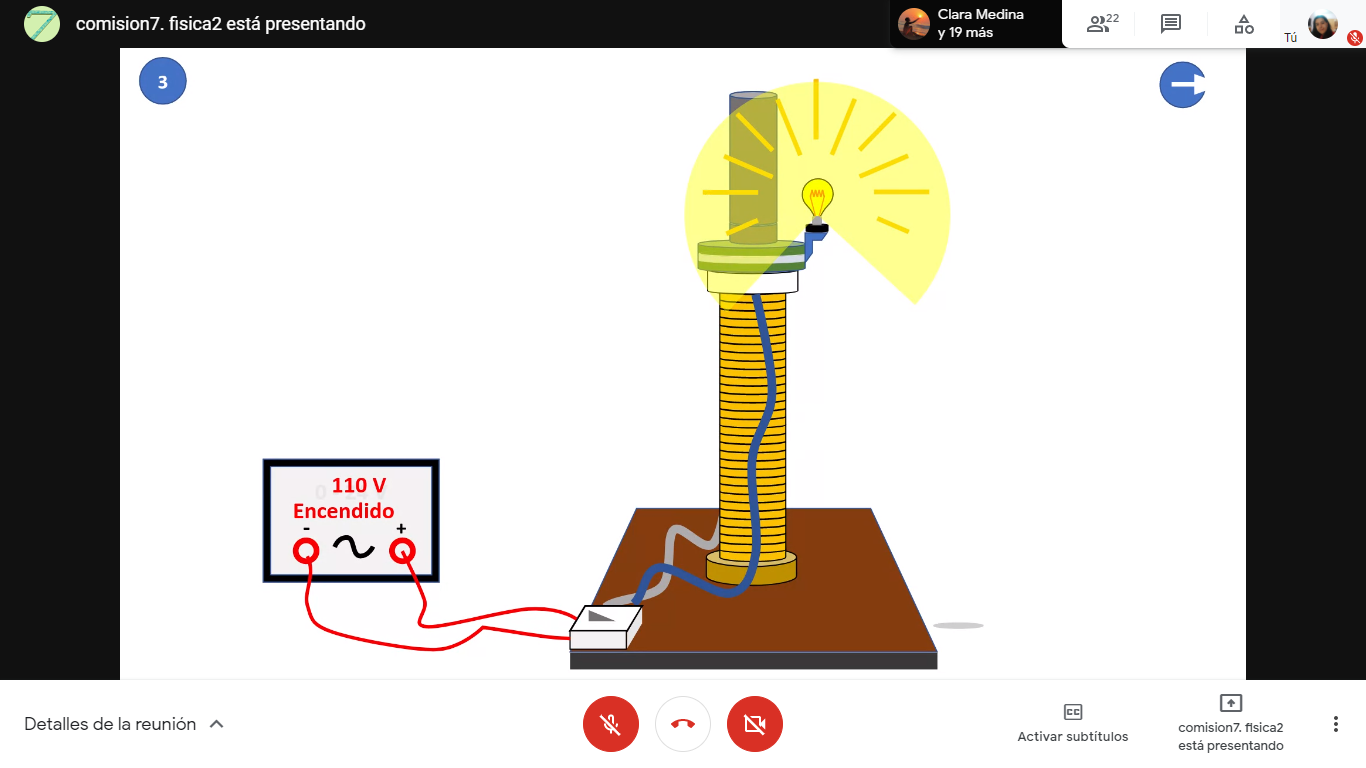 comision7. fisica2 está presentando
Clara Medina
y 19 más
22
Tú
3
110 V
Encendido
- +
Detalles de la reunión
CC
Activar subtítulos
comision7. fisica2
está presentando